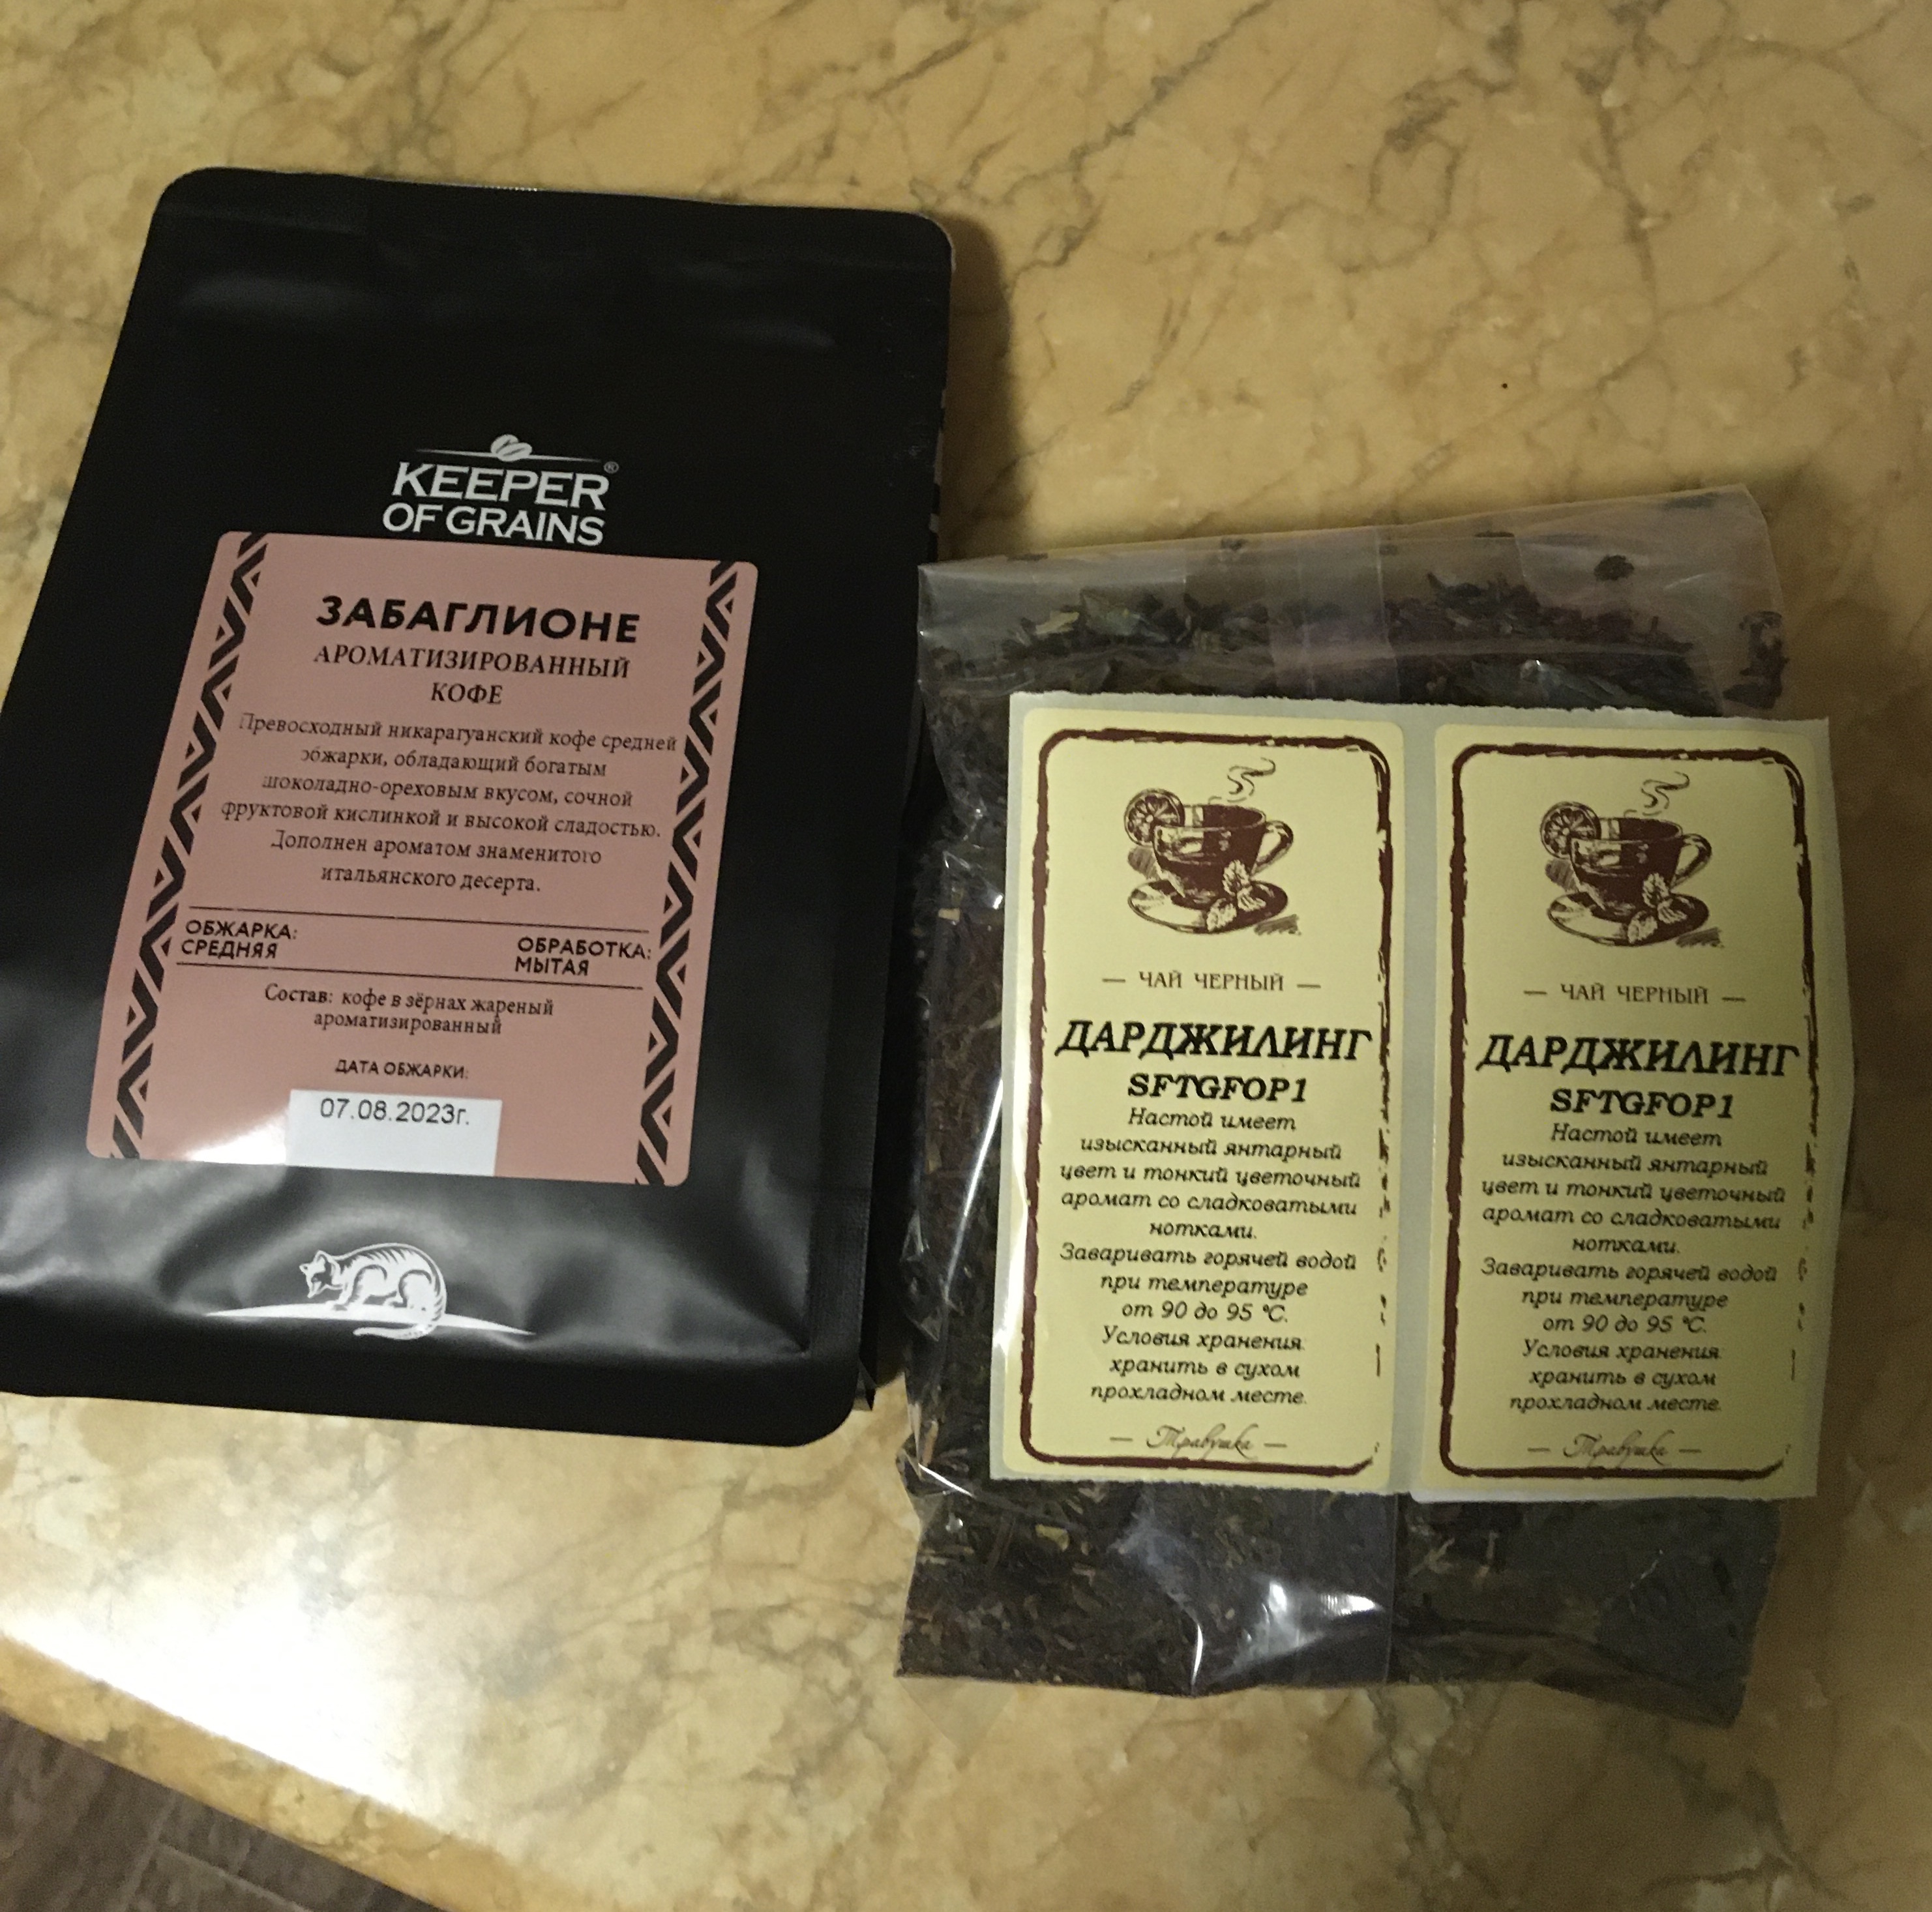 KEEPER®
OF GRAINS
ЗАБАГЛИОНЕ
АРОМАТИЗИРОВАННЫЙ
КОФЕ
Превосходный никарагуанский кофе средней
обжарки, обладающий богатым
шоколадно-ореховым вкусом, сочной
фруктовой кислинкой и высокой сладостью.
Дополнен ароматом знаменитого
итальянского десерта.
ОБЖАРКА:
СРЕДНЯЯ
ОБРАБОТКА:
МЫТАЯ
Состав: кофе в зёрнах жареный
ароматизированный
ДАТА ОБЖАРКИ:
07.08.2023г.
— ЧАЙ ЧЕРНЫЙ —
ДАРДЖИЛИНГ
SFTGFOP1
Настой имеет
изысканный янтарный
цвет и тонкий цветочный
аромат со сладковатыми
нотками.
Заваривать горячей водой
при температуре
от 90 до 95 °C.
Условия хранения:
хранить в сухом
прохладном месте.
— Травушка —
— ЧАЙ ЧЕРНЫЙ —
ДАРДЖИЛИНГ
SFTGFOP1
Настой имеет
изысканный янтарный
цвет и тонкий цветочный
аромат со сладковатыми
нотками.
Заваривать горячей водой
при температуре
от 90 до 95 °C.
Условия хранения:
хранить в сухом
прохладном месте.
— Травушка —